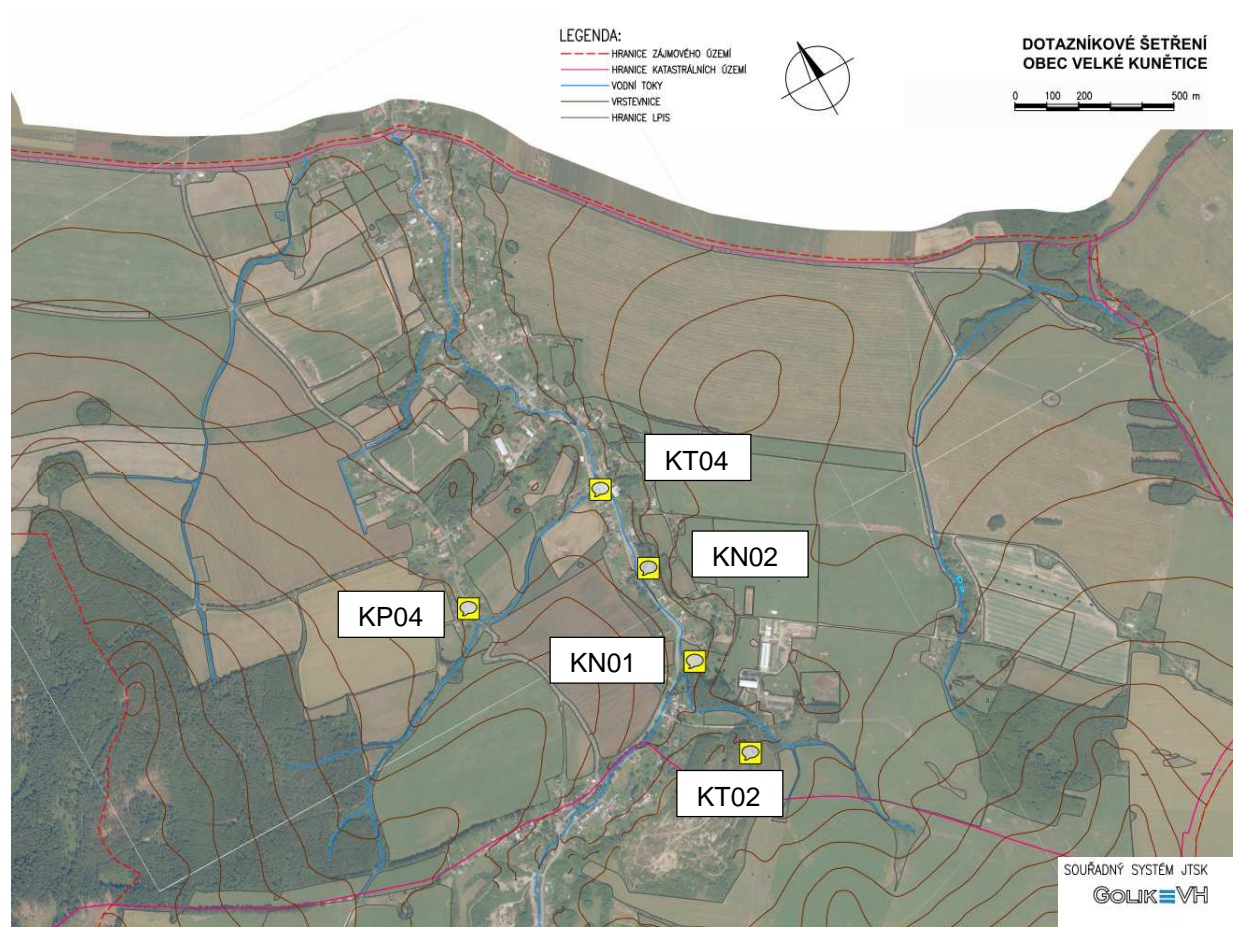 LEGENDA:
HRANICE ZÁJMOVÉHO ÚZEMÍ
HRANICE KATASTRÁLNÍCH ÚZEMÍ
VODNÍ TOKY
VRSTEVNICE
HRANICE LPIS
DOTAZNÍKOVÉ ŠETŘENÍ
OBEC VELKÉ KUNĚTICE
0 100 200 500 m
KT04
KN02
KP04
KN01
KT02
SOUŘADNÝ SYSTÉM JTSK
GOLIK VH